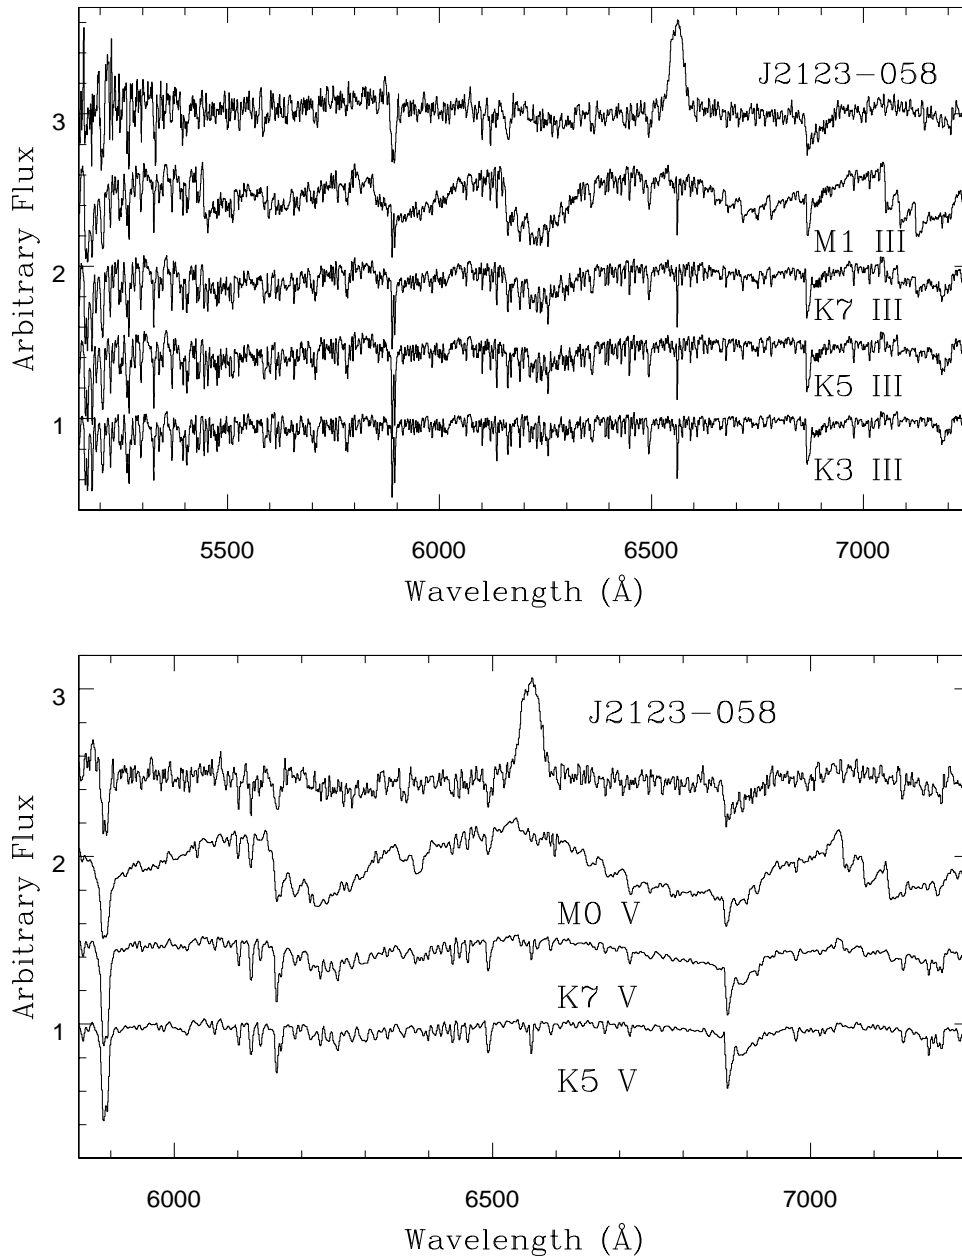 J2123-058
3
M1 III
2
K7 III
K5 III
1
K3 III
Arbitrary Flux
5500 6000 6500 7000
Wavelength (Å)
3
J2123-058
2
M0 V
K7 V
1
K5 V
Arbitrary Flux
6000 6500 7000
Wavelength (Å)